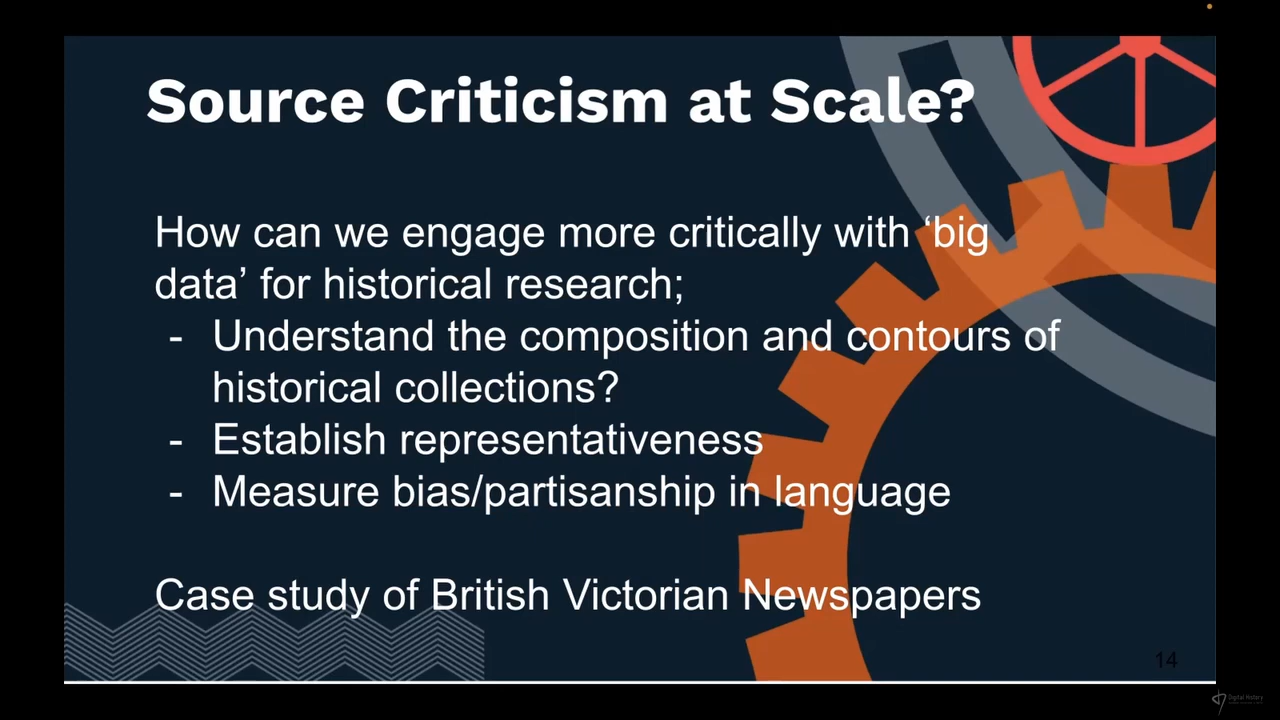 Source Criticism at Scale?
How can we engage more critically with ‘big
data’ for historical research;
- Understand the composition and contours of
historical collections?
- Establish representativeness
- Measure bias/partisanship in language
Case study of British Victorian Newspapers
14
Digital History